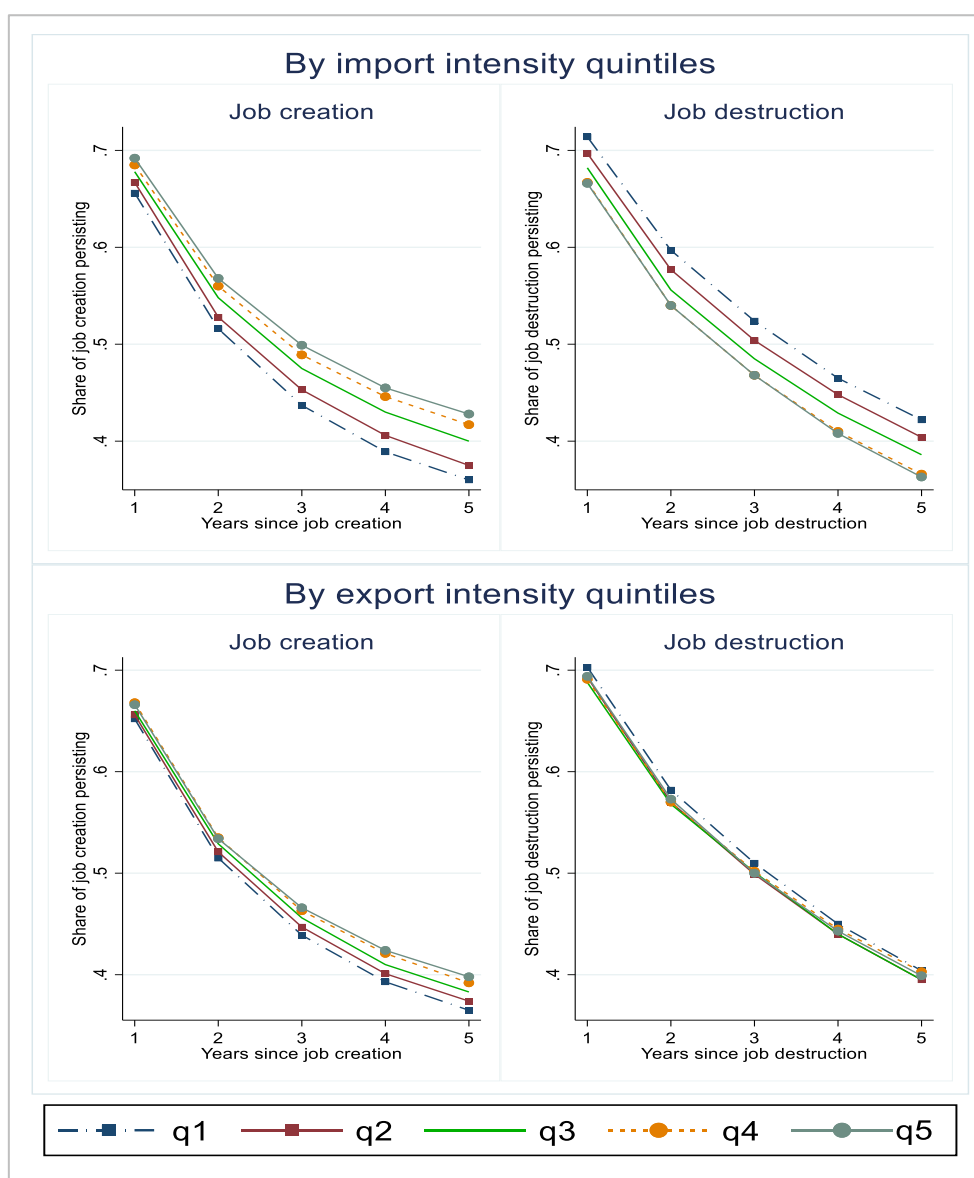 By import intensity quintiles
Job creation
Job destruction
Share of job creation persisting
.7
.6
.5
.4
1 2 3 4 5
Years since job creation
Share of job destruction persisting
.7
.6
.5
.4
1 2 3 4 5
Years since job destruction
By export intensity quintiles
Job creation
Job destruction
Share of job creation persisting
.7
.6
.5
.4
1 2 3 4 5
Years since job creation
Share of job destruction persisting
.7
.6
.5
.4
1 2 3 4 5
Years since job destruction
q1 q2 q3 q4 q5